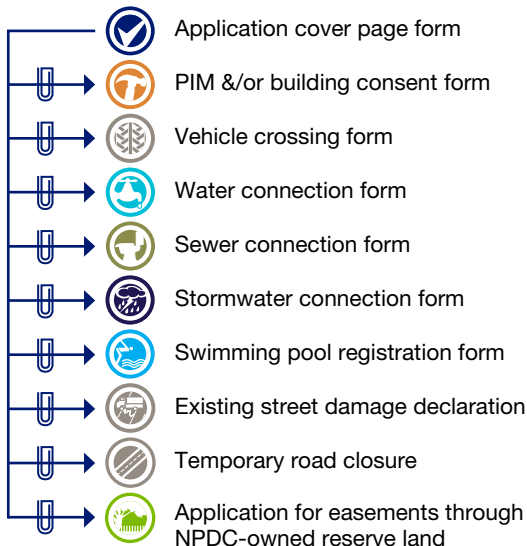 Application cover page form
PIM &/or building consent form
Vehicle crossing form
Water connection form
Sewer connection form
Stormwater connection form
Swimming pool registration form
Existing street damage declaration
Temporary road closure
Application for easements through
NPDC-owned reserve land